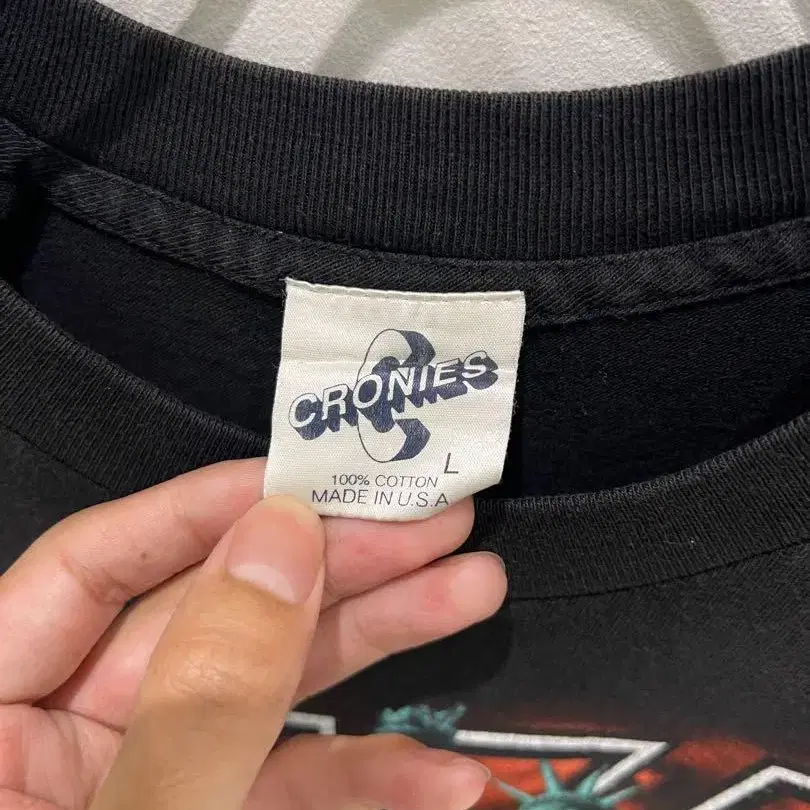 CRONIES
L
100% COTTON
MADE IN U.S.A